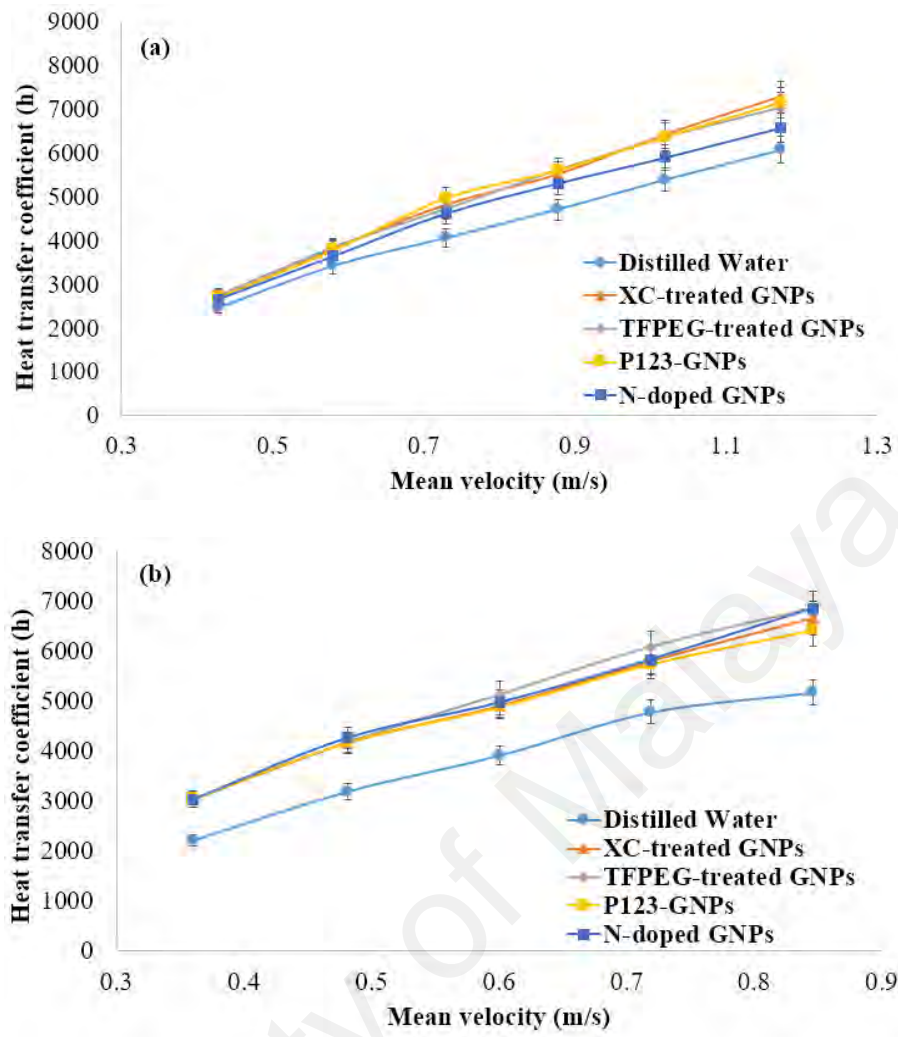 (a)
9000
8000
7000
6000
5000
4000
3000
2000
1000
0
Heat transfer coefficient (h)
0.3 0.5 0.7 0.9 1.1 1.3
Mean velocity (m/s)
Distilled Water
XC-treated GNPs
TFPEG-treated GNPs
P123-GNPs
N-doped GNPs
(b)
8000
7000
6000
5000
4000
3000
2000
1000
0
Heat transfer coefficient (h)
0.3 0.4 0.5 0.6 0.7 0.8 0.9
Mean velocity (m/s)
Distilled Water
XC-treated GNPs
TFPEG-treated GNPs
P123-GNPs
N-doped GNPs
of Malaya